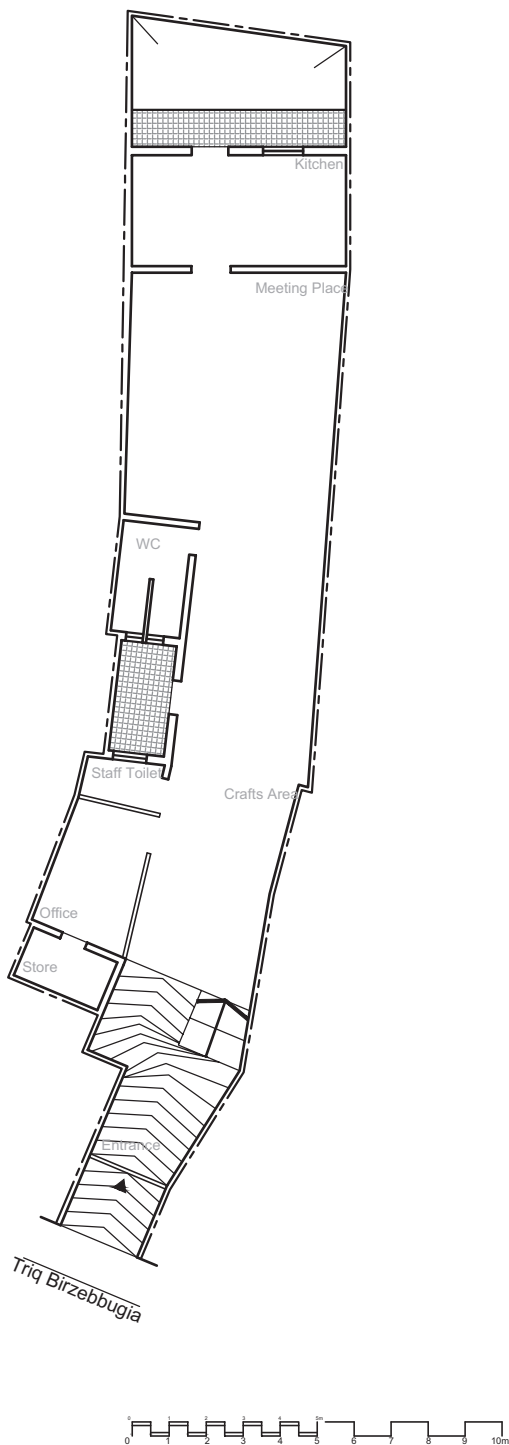 Kitchen
Meeting Place
WC
Staff Toilet
Crafts Area
Office
Store
Entrance
Triq Birzebbugia
0 1 2 3 4 5m
0 1 2 3 4 5 6 7 8 9 10m